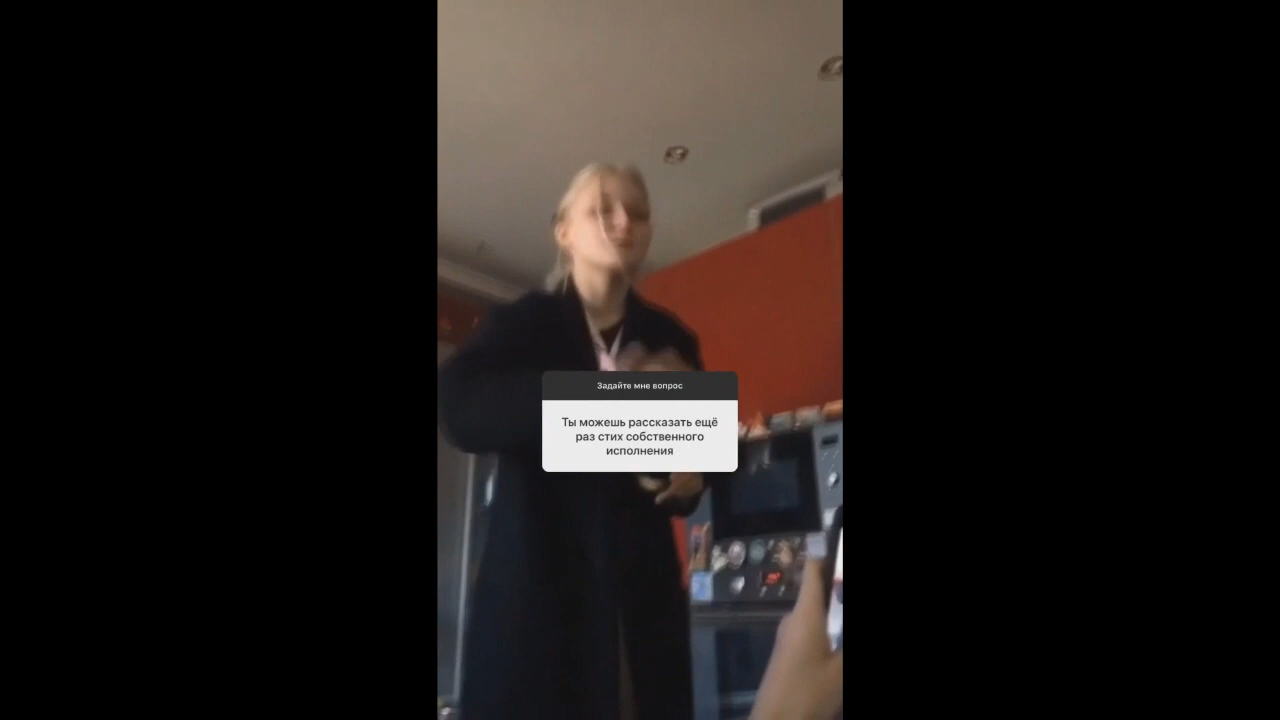 Задайте мне вопрос
Ты можешь рассказать ещё
раз стих собственного
исполнения